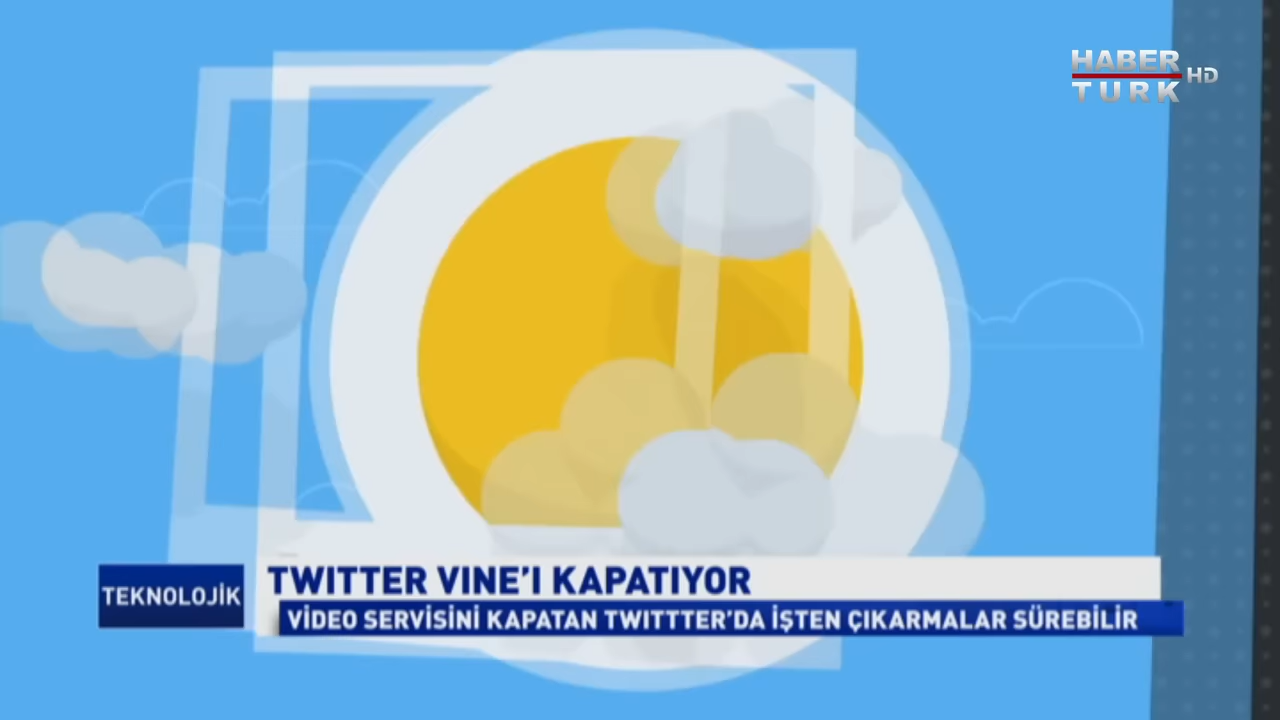 HABER HD
TURK
TWITTER VINE'I KAPATIYOR
TEKNOLOJİK
VİDEO SERVİSİNİ KAPATAN TWITTTER'DA İŞTEN ÇIKARMALAR SÜREBİLİR